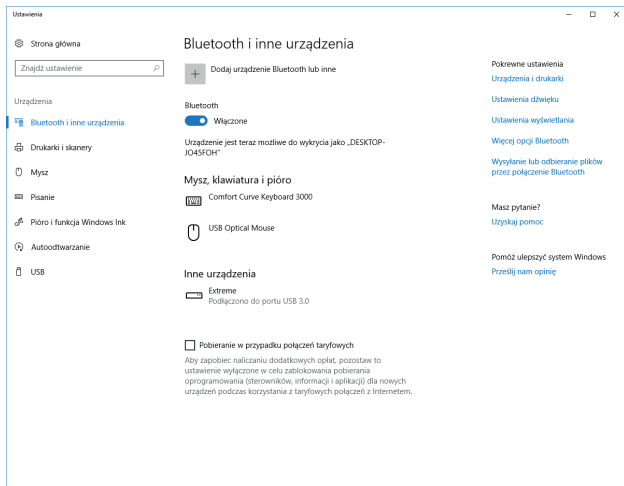 Ustawienia
Strona główna
Znajdź ustawienie
Urządzenia
Bluetooth i inne urządzenia
Drukarki i skanery
Mysz
Pisanie
Pióro i funkcja Windows Ink
Autoodtwarzanie
USB
Bluetooth i inne urządzenia
Dodaj urządzenie Bluetooth lub inne
Bluetooth
Włączone
Urządzenie jest teraz możliwe do wykrycia jako „DESKTOP-
JO45FOH”
Mysz, klawiatura i pióro
Comfort Curve Keyboard 3000
USB Optical Mouse
Inne urządzenia
Extreme
Podłączono do portu USB 3.0
Pobieranie w przypadku połączeń taryfowych
Aby zapobiec naliczaniu dodatkowych opłat, pozostaw to
ustawienie wyłączone w celu zablokowania pobierania
oprogramowania (sterowników, informacji i aplikacji) dla nowych
urządzeń podczas korzystania z taryfowych połączeń z Internetem.
Pokrewne ustawienia
Urządzenia i drukarki
Ustawienia dźwięku
Ustawienia wyświetlania
Więcej opcji Bluetooth
Wysyłanie lub odbieranie plików
przez połączenie Bluetooth
Masz pytanie?
Uzyskaj pomoc
Pomóż ulepszyć system Windows
Prześlij nam opinię